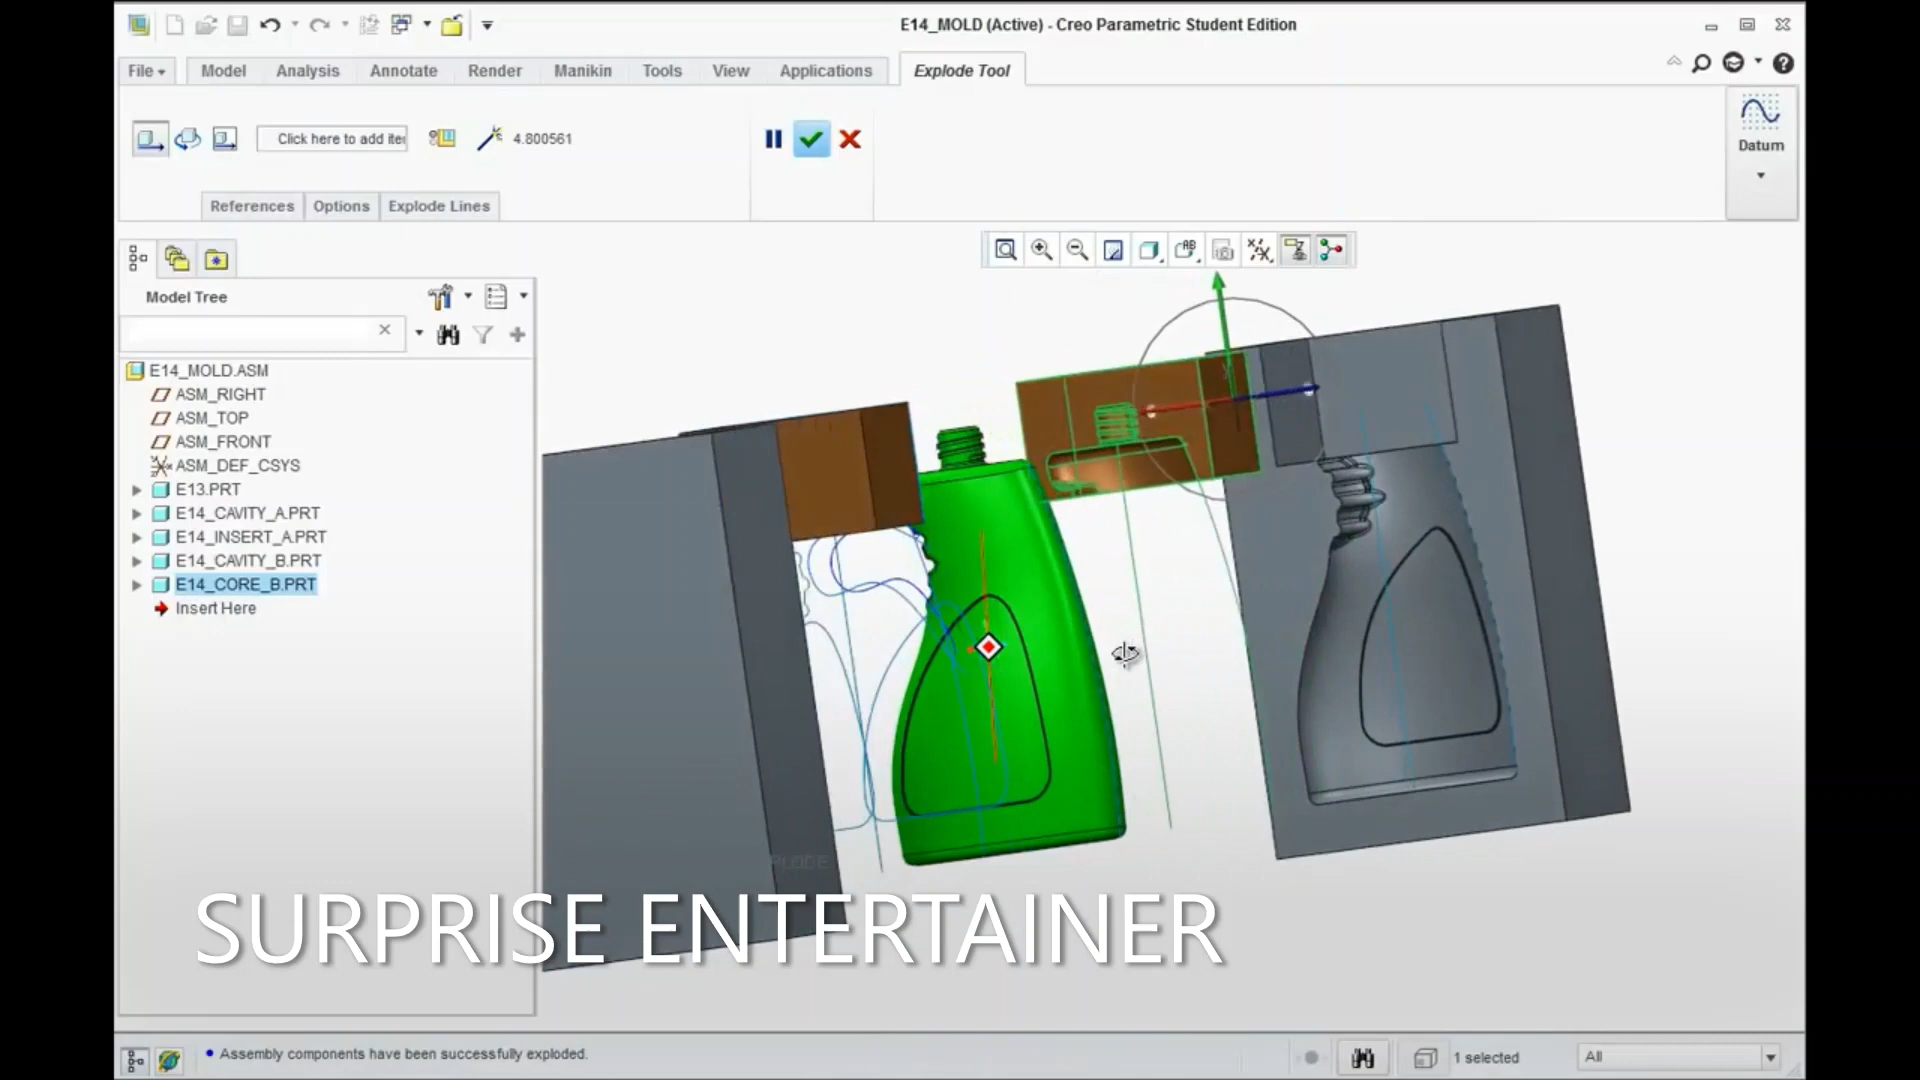 E14_MOLD (Active) - Creo Parametric Student Edition
File Model Analysis Annotate Render Manikin Tools View Applications Explode Tool
Click here to add
4.800561
Datum
References Options Explode Lines
Model Tree
E14_MOLD.ASM
ASM_RIGHT
ASM_TOP
ASM_FRONT
ASM_DEF_CSYS
E13.PRT
E14_CAVITY_A.PRT
E14_INSERT_A.PRT
E14_CAVITY_B.PRT
E14_CORE_B.PRT
Insert Here
SURPRISE ENTERTAINER
Assembly components have been successfully exploded.
1 selected
All